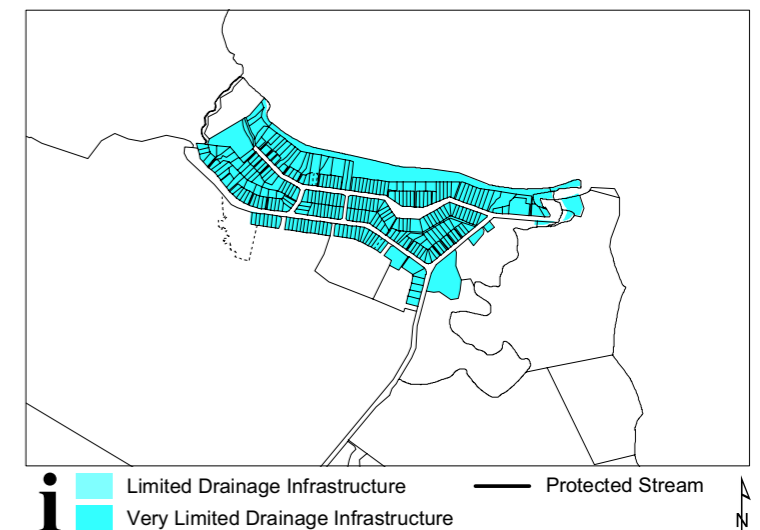 i
Limited Drainage Infrastructure
Protected Stream
Very Limited Drainage Infrastructure
N